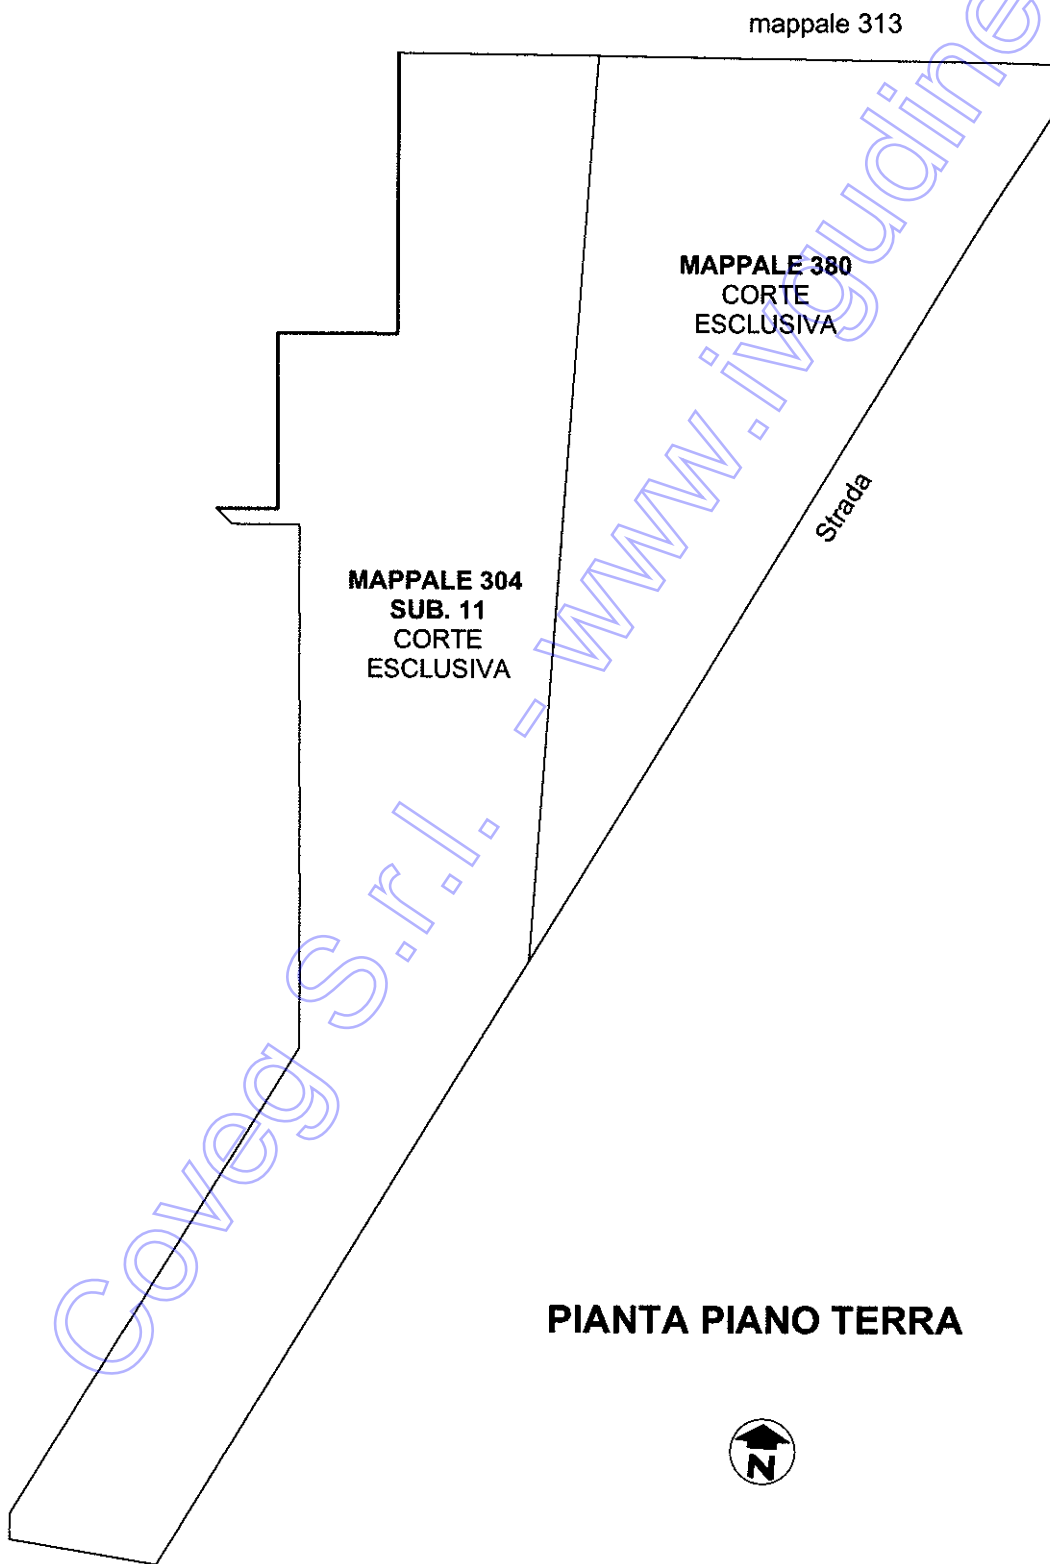 mappale 313
MAPPALE 380
CORTE
ESCLUSIVA
Strada
MAPPALE 304
SUB. 11
CORTE
ESCLUSIVA
Coveg S.r.l. - www.ivgudine
PIANTA PIANO TERRA
N